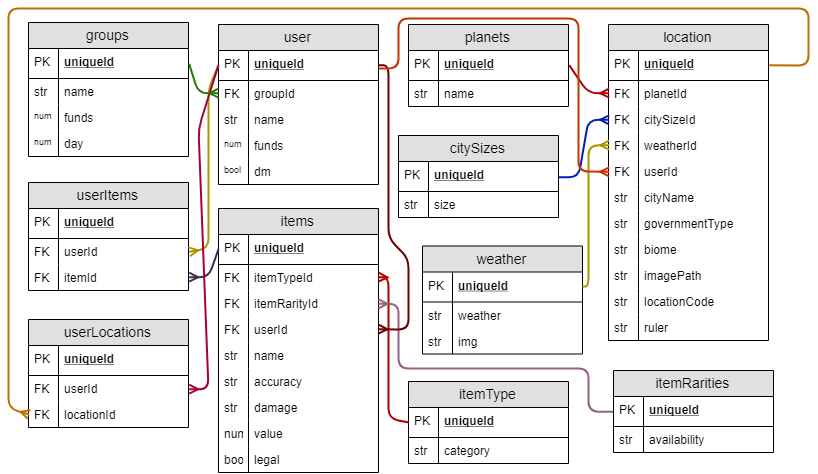 groups
PK uniqueId
str name
num funds
num day
user
PK uniqueId
FK groupId
str name
num funds
bool dm
planets
PK uniqueId
str name
location
PK uniqueId
FK planetId
FK citySizeId
FK weatherId
FK userId
str cityName
str governmentType
str biome
str imagePath
str locationCode
str ruler
citySizes
PK uniqueId
str size
userItems
PK uniqueId
FK userId
FK itemId
items
PK uniqueId
FK itemTypeId
FK itemRarityId
FK userId
str name
str accuracy
str damage
num value
boo legal
weather
PK uniqueId
str weather
str img
userLocations
PK uniqueId
FK userId
FK locationId
itemType
PK uniqueId
str category
itemRarities
PK uniqueId
str availability